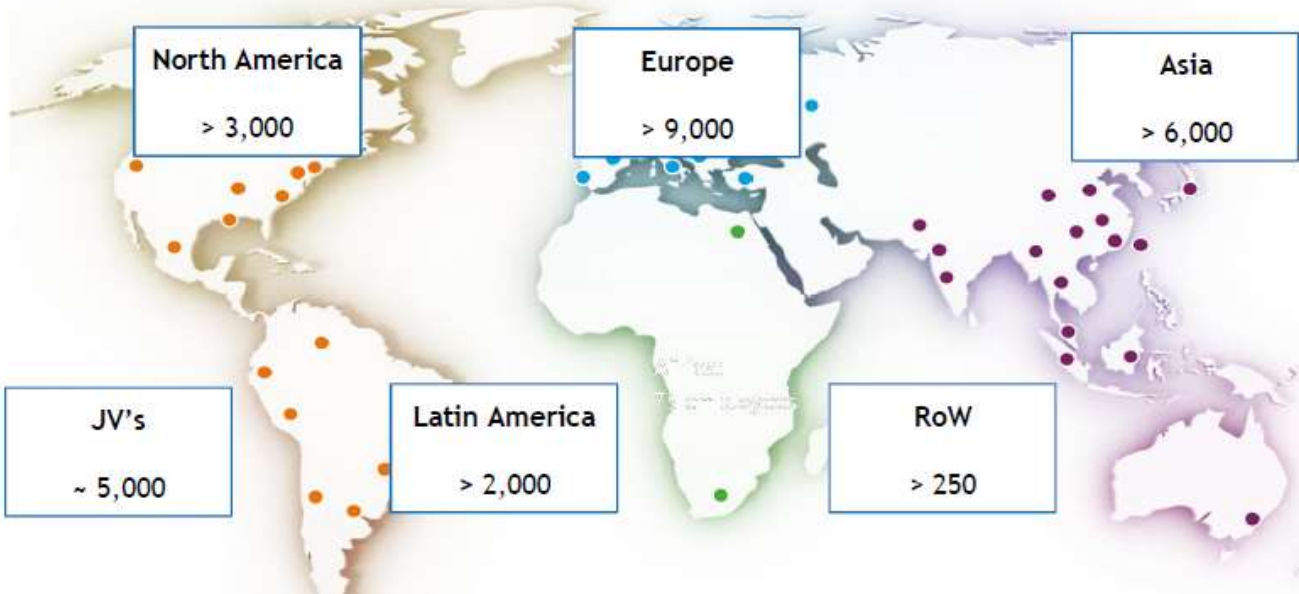 North America
> 3,000
Europe
> 9,000
Asia
> 6,000
JV's
~ 5,000
Latin America
> 2,000
RoW
> 250